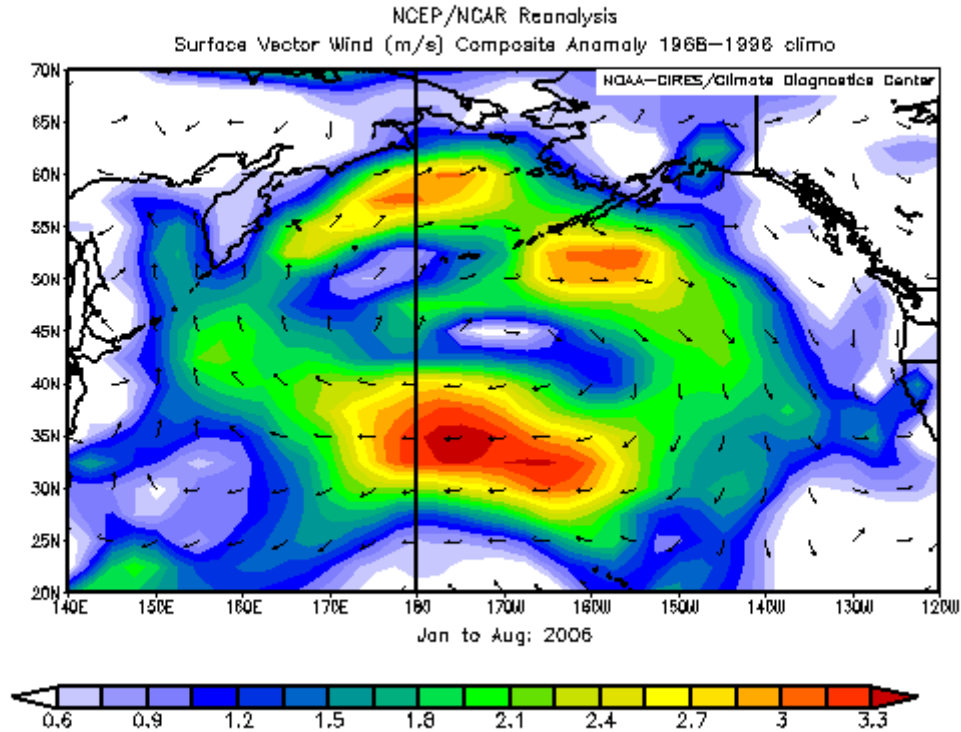 NCEP/NCAR Reanalysis
Surface Vector Wind (m/s) Composite Anomaly 1968–1996 climo
NOAA–CIRES/Climate Diagnostics Center
70N
65N
60N
55N
50N
45N
40N
35N
30N
25N
20N
140E 150E 160E 170E 180 170W 160W 150W 140W 130W 120W
Jan to Aug: 2006
0.6 0.9 1.2 1.5 1.8 2.1 2.4 2.7 3 3.3